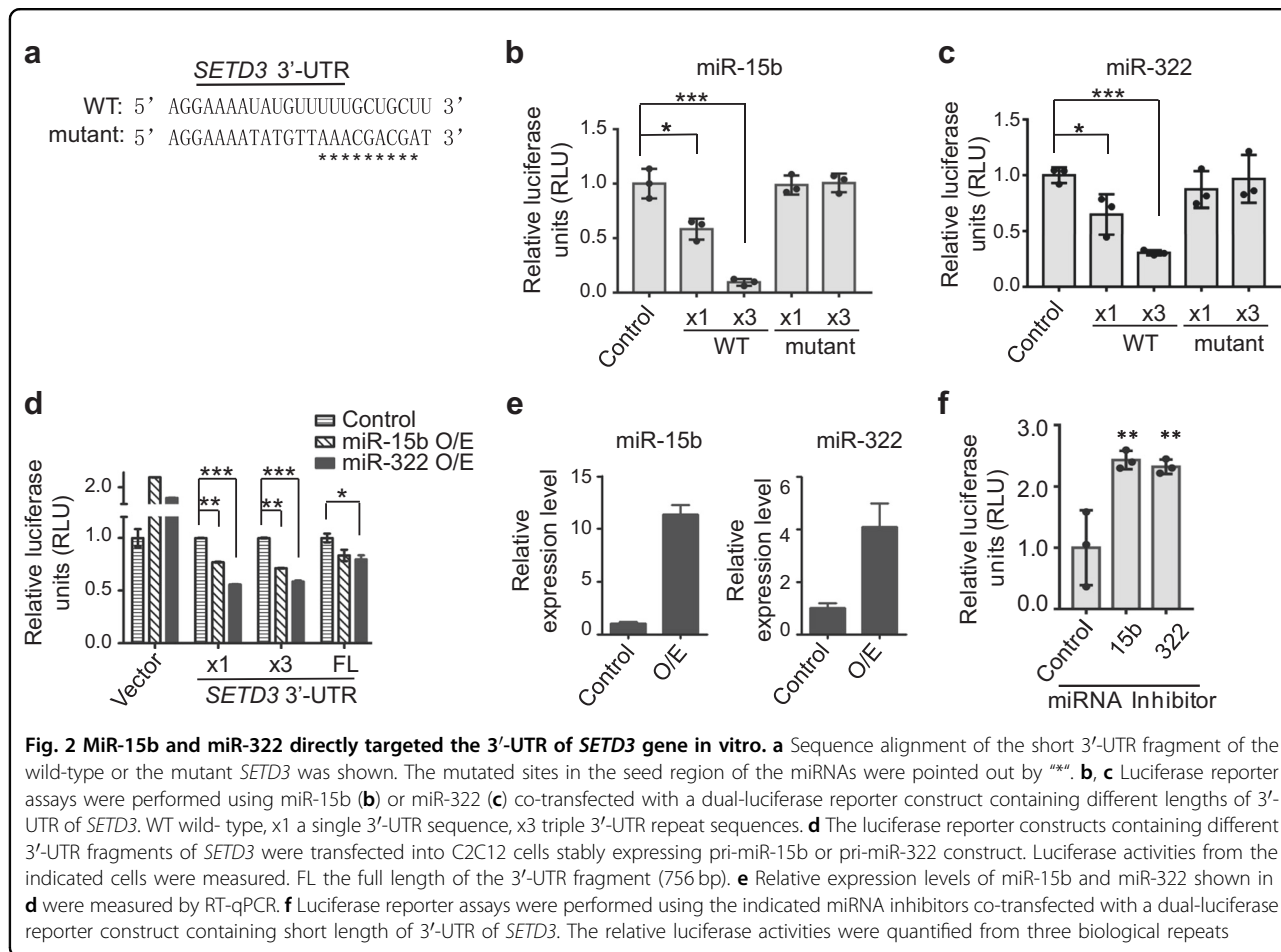 a
SETD3 3'-UTR
WT: 5' AGGAAAAUAUGUUUUUGCUGCUU 3'
mutant: 5' AGGAAAATATGTTAAACGACGAT 3'
*********
b
miR-15b
***
*
Relative luciferase
units (RLU)
1.5
1.0
0.5
0.0
Control
x1 x3 x1 x3
WT mutant
c
miR-322
***
*
Relative luciferase
units (RLU)
1.5
1.0
0.5
0.0
Control
x1 x3 x1 x3
WT mutant
d
Control
miR-15b O/E
miR-322 O/E
Relative luciferase
units (RLU)
2.0
1.0
0.5
0.0
*** *** *
** **
Vector
x1 x3 FL
SETD3 3'-UTR
e
miR-15b
Relative
expression level
15
10
5
0
Control
O/E
miR-322
Relative
expression level
6
4
2
0
Control
O/E
f
Relative luciferase
units (RLU)
3.0
2.0
1.0
0.0
** **
Control
15b
322
miRNA Inhibitor
Fig. 2 MiR-15b and miR-322 directly targeted the 3′-UTR of SETD3 gene in vitro. a Sequence alignment of the short 3′-UTR fragment of the
wild-type or the mutant SETD3 was shown. The mutated sites in the seed region of the miRNAs were pointed out by “*“. b, c Luciferase reporter
assays were performed using miR-15b (b) or miR-322 (c) co-transfected with a dual-luciferase reporter construct containing different lengths of 3′-
UTR of SETD3. WT wild- type, x1 a single 3′-UTR sequence, x3 triple 3′-UTR repeat sequences. d The luciferase reporter constructs containing different
3′-UTR fragments of SETD3 were transfected into C2C12 cells stably expressing pri-miR-15b or pri-miR-322 construct. Luciferase activities from the
indicated cells were measured. FL the full length of the 3′-UTR fragment (756 bp). e Relative expression levels of miR-15b and miR-322 shown in
d were measured by RT-qPCR. f Luciferase reporter assays were performed using the indicated miRNA inhibitors co-transfected with a dual-luciferase
reporter construct containing short length of 3′-UTR of SETD3. The relative luciferase activities were quantified from three biological repeats